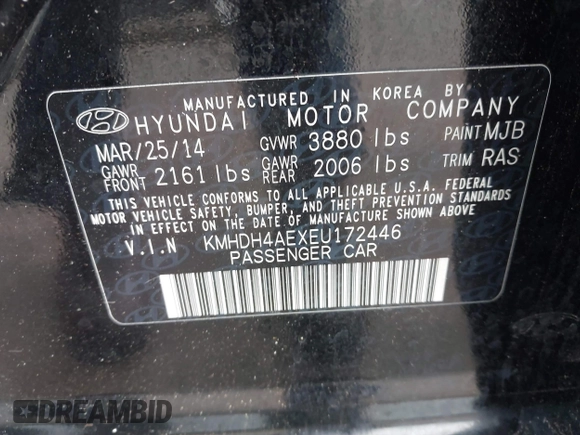 MANUFACTURED IN KOREA BY
HYUNDAI MOTOR COMPANY
MAR/25/14 GVWR 3880 lbs PAINT MJB
GAWR FRONT 2161 lbs GAWR REAR 2006 lbs TRIM RAS
THIS VEHICLE CONFORMS TO ALL APPLICABLE U.S.A. FEDERAL
MOTOR VEHICLE SAFETY, BUMPER, AND THEFT PREVENTION
STANDARDS IN EFFECT ON THE DATE OF MANUFACTURE SHOWN ABOVE.
V.I.N KMHDH4AEXEU172446
PASSENGER CAR
DREAMBID